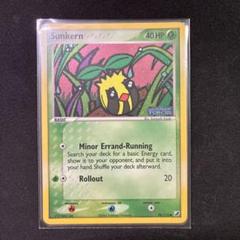 Sunkern
40 HP
BASIC
Minor Errand-Running
Search your deck for a basic Energy card,
show it to your opponent, and put it into
your hand. Shuffle your deck afterward.
Rollout 20